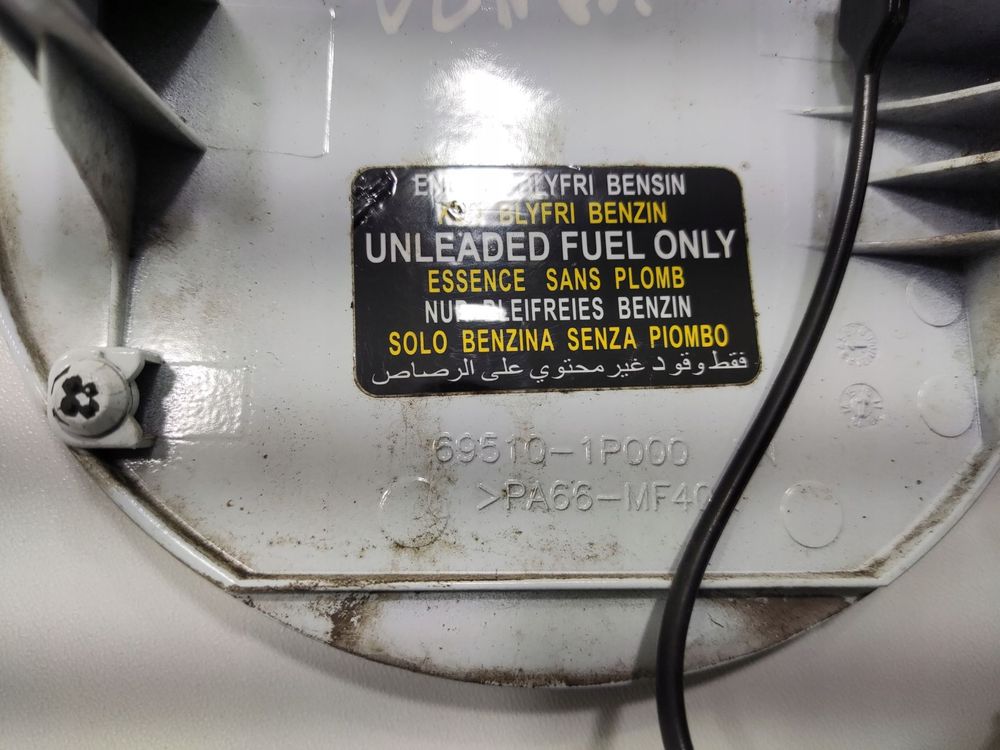 BLYFRI BENSIN
BLYFRI BENZIN
UNLEADED FUEL ONLY
ESSENCE SANS PLOMB
NUR BLEIFREIES BENZIN
SOLO BENZINA SENZA PIOMBO
فقط وقود غير محتوي على الرصاص
69510-1P000
>PA66-MF40